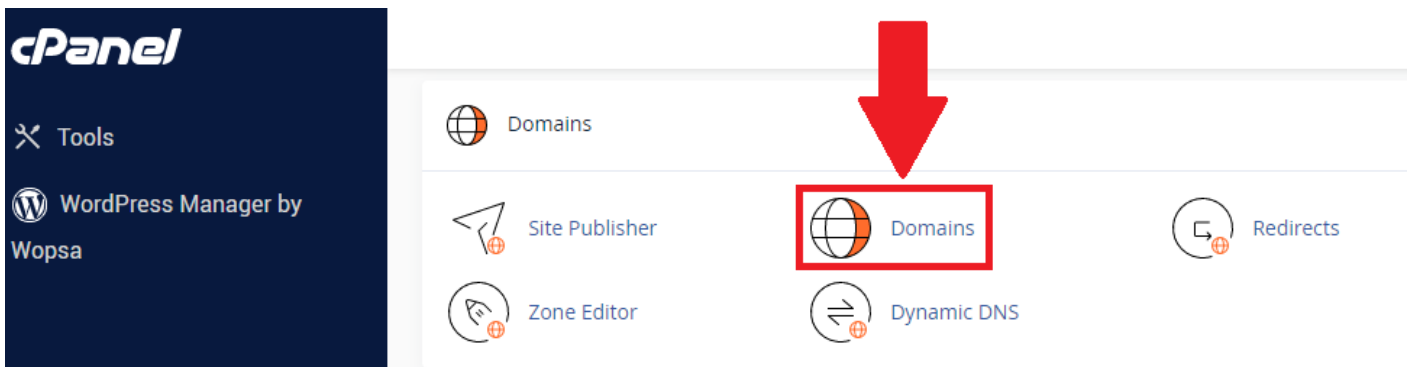 cPanel
Tools
WordPress Manager by
Wopsa
Domains
Site Publisher
Domains
Redirects
Zone Editor
Dynamic DNS